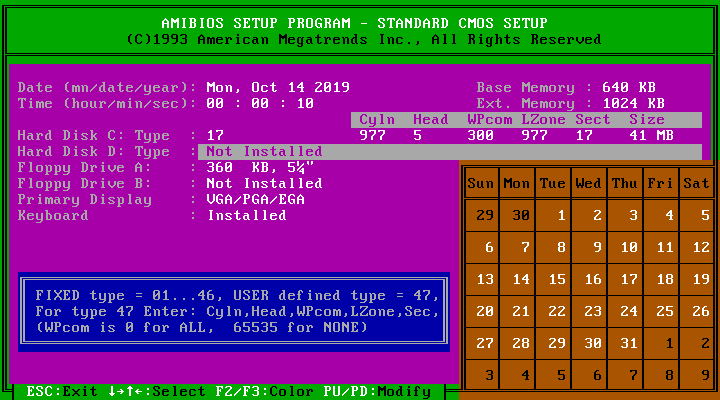 AMIBIOS SETUP PROGRAM - STANDARD CMOS SETUP
(C)1993 American Megatrends Inc., All Rights Reserved
Date (mn/date/year): Mon, Oct 14 2019 Base Memory : 640 KB
Time (hour/min/sec): 00 : 00 : 10 Ext. Memory : 1024 KB
Cyln Head WPcom LZone Sect Size
Hard Disk C: Type : 17 977 5 300 977 17 41 MB
Hard Disk D: Type : Not Installed
Floppy Drive A: : 360 KB, 5¼"
Floppy Drive B: : Not Installed
Primary Display : VGA/PGA/EGA
Keyboard : Installed
Sun Mon Tue Wed Thu Fri Sat
29 30 1 2 3 4 5
6 7 8 9 10 11 12
13 14 15 16 17 18 19
20 21 22 23 24 25 26
27 28 29 30 31 1 2
3 4 5 6 7 8 9
FIXED type = 01...46, USER defined type = 47,
For type 47 Enter: Cyln,Head,WPcom,LZone,Sec,
(WPcom is 0 for ALL, 65535 for NONE)
ESC:Exit ↓→↑←:Select F2/F3:Color PU/PD:Modify